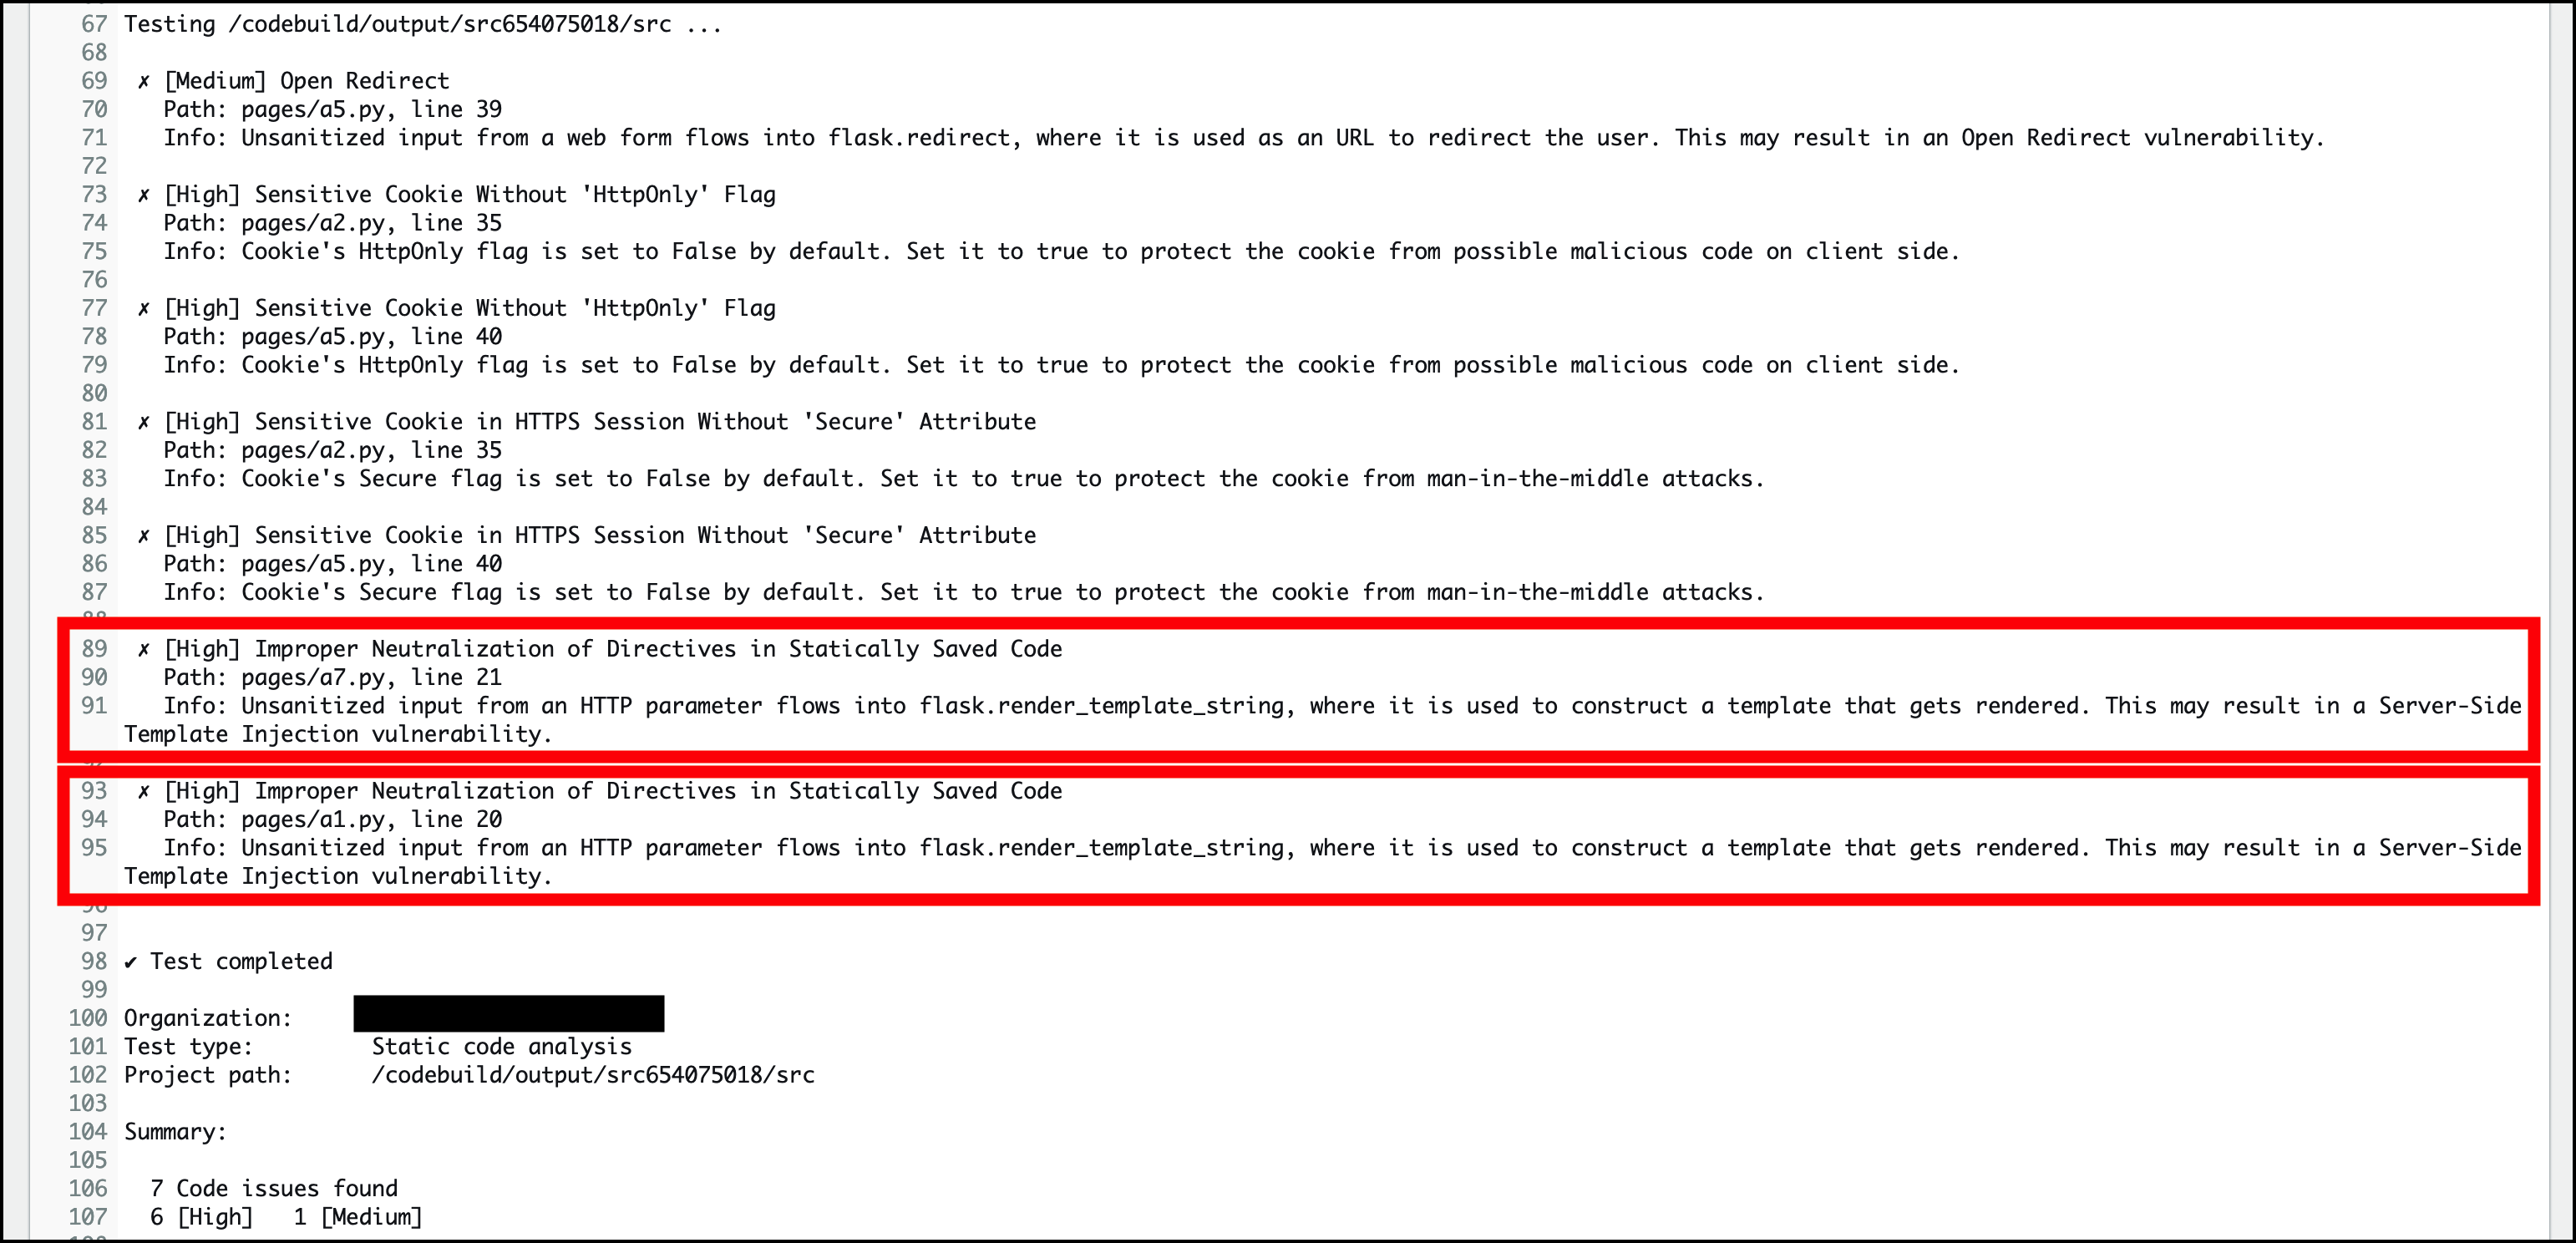 67 Testing /codebuild/output/src654075018/src ...
68
69 ✗ [Medium] Open Redirect
70 Path: pages/a5.py, line 39
71 Info: Unsanitized input from a web form flows into flask.redirect, where it is used as an URL to redirect the user. This may result in an Open Redirect vulnerability.
72
73 ✗ [High] Sensitive Cookie Without 'HttpOnly' Flag
74 Path: pages/a2.py, line 35
75 Info: Cookie's HttpOnly flag is set to False by default. Set it to true to protect the cookie from possible malicious code on client side.
76
77 ✗ [High] Sensitive Cookie Without 'HttpOnly' Flag
78 Path: pages/a5.py, line 40
79 Info: Cookie's HttpOnly flag is set to False by default. Set it to true to protect the cookie from possible malicious code on client side.
80
81 ✗ [High] Sensitive Cookie in HTTPS Session Without 'Secure' Attribute
82 Path: pages/a2.py, line 35
83 Info: Cookie's Secure flag is set to False by default. Set it to true to protect the cookie from man-in-the-middle attacks.
84
85 ✗ [High] Sensitive Cookie in HTTPS Session Without 'Secure' Attribute
86 Path: pages/a5.py, line 40
87 Info: Cookie's Secure flag is set to False by default. Set it to true to protect the cookie from man-in-the-middle attacks.
89 ✗ [High] Improper Neutralization of Directives in Statically Saved Code
90 Path: pages/a7.py, line 21
91 Info: Unsanitized input from an HTTP parameter flows into flask.render_template_string, where it is used to construct a template that gets rendered. This may result in a Server-Side
Template Injection vulnerability.
93 ✗ [High] Improper Neutralization of Directives in Statically Saved Code
94 Path: pages/a1.py, line 20
95 Info: Unsanitized input from an HTTP parameter flows into flask.render_template_string, where it is used to construct a template that gets rendered. This may result in a Server-Side
Template Injection vulnerability.
97
98 ✔ Test completed
99
100 Organization:
101 Test type: Static code analysis
102 Project path: /codebuild/output/src654075018/src
103
104 Summary:
105
106 7 Code issues found
107 6 [High] 1 [Medium]